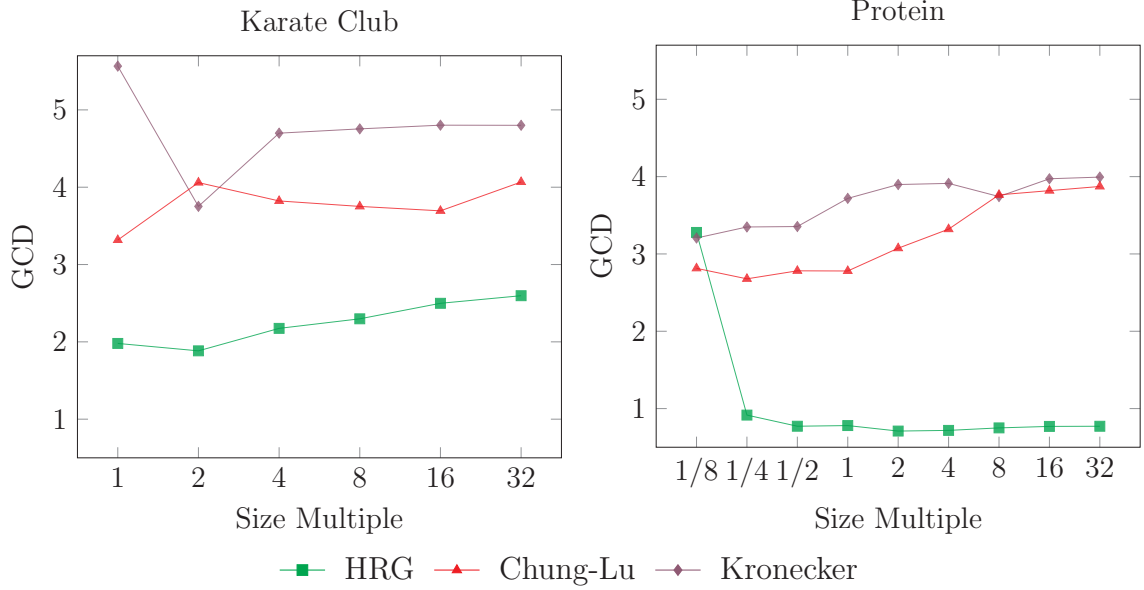 Karate Club
GCD
5
4
3
2
1
1 2 4 8 16 32
Size Multiple
Protein
GCD
5
4
3
2
1
1/8 1/4 1/2 1 2 4 8 16 32
Size Multiple
HRG Chung-Lu Kronecker